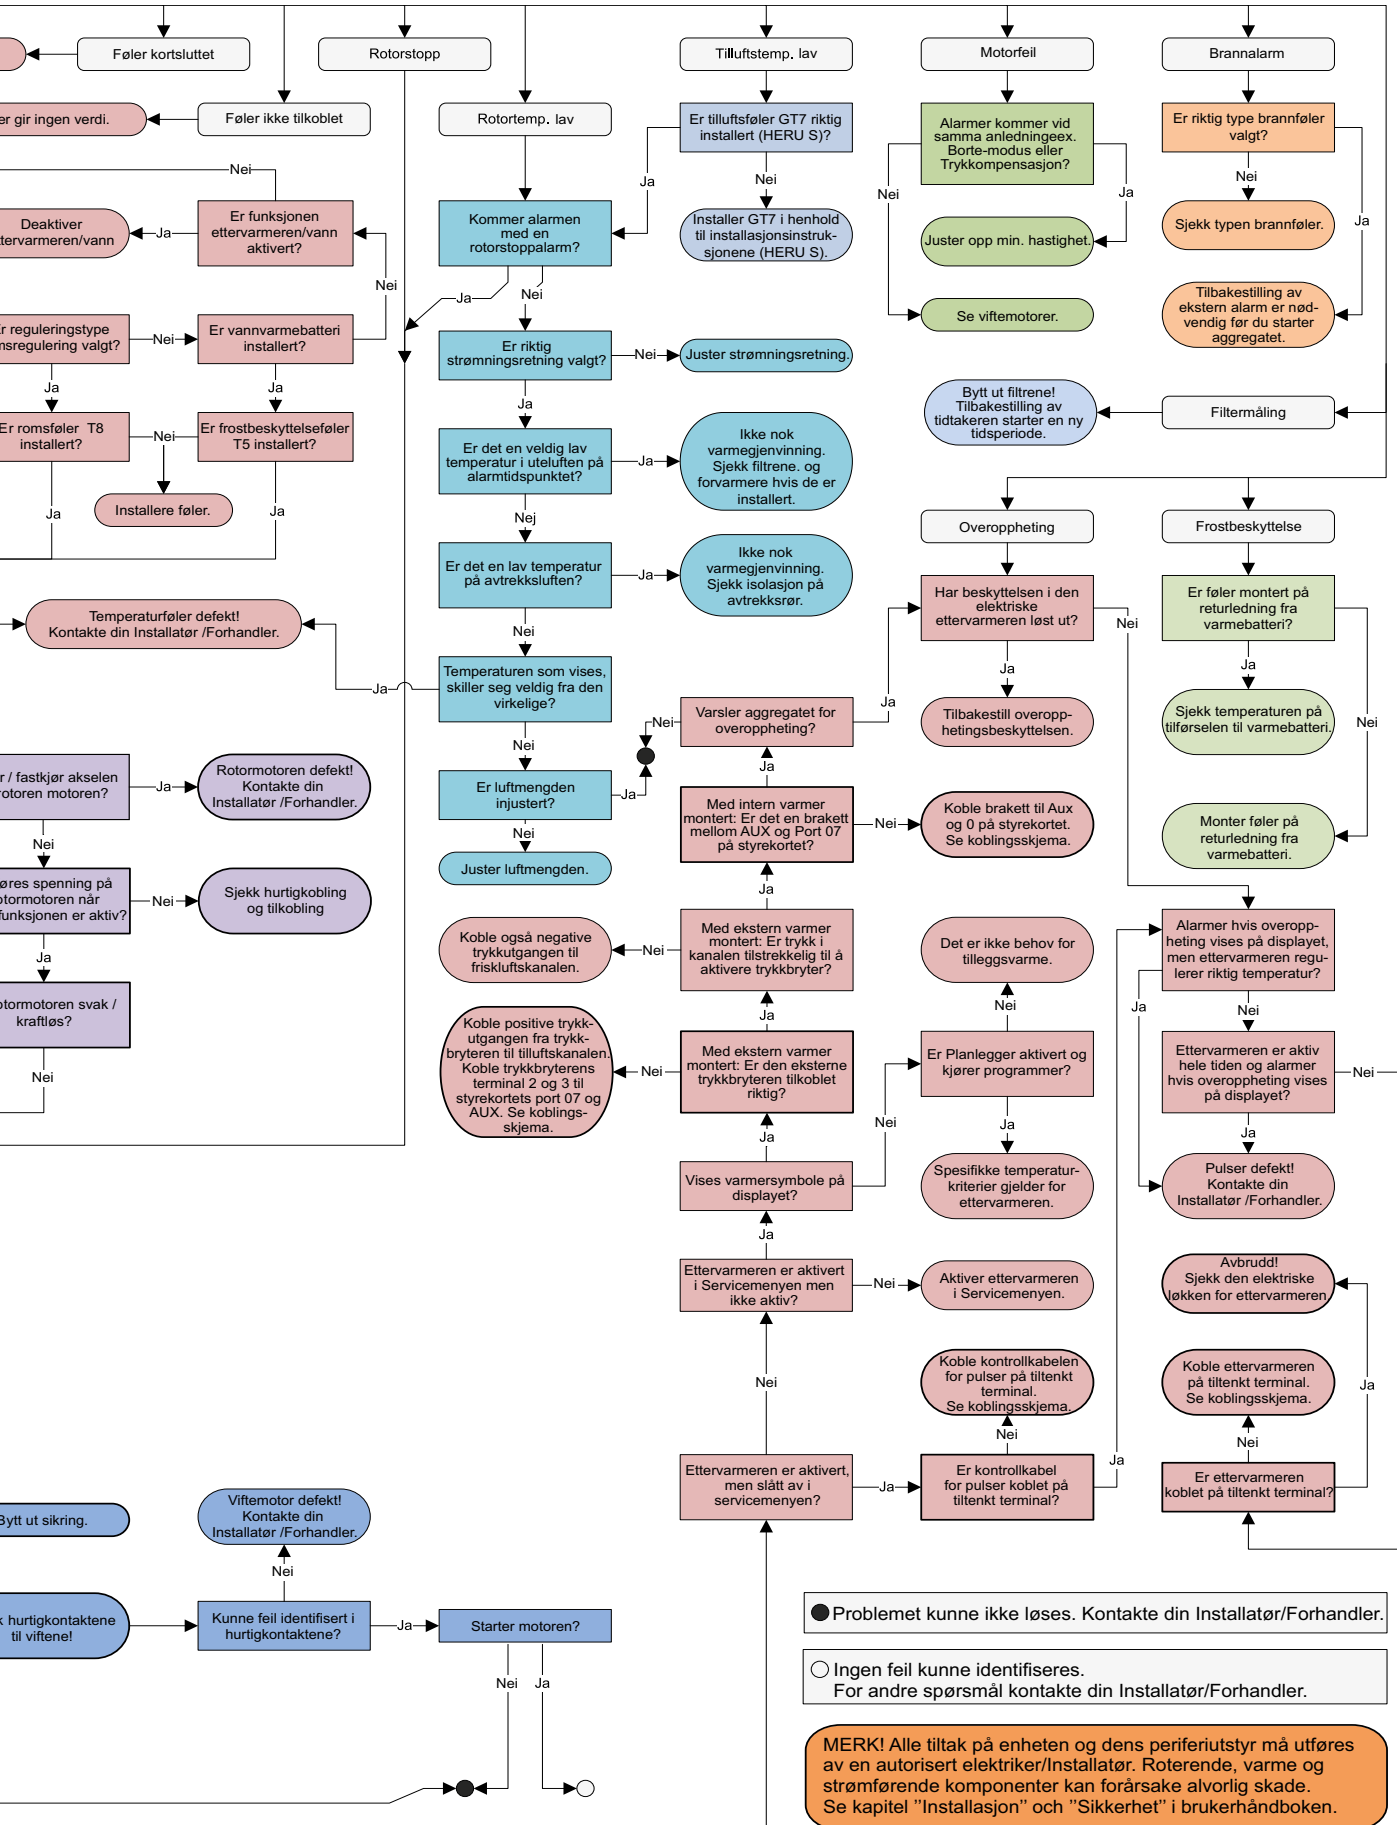 Føler kortsluttet
Rotorstopp
Tilluftstemp. lav
Motorfeil
Brannalarm
er gir ingen verdi.
Føler ikke tilkoblet
Rotortemp. lav
Er tilluftsføler GT7 riktig
installert (HERU S)?
Alarmer kommer vid
samma anledningeex.
Borte-modus eller
Trykkompensasjon?
Er riktig type brannføler
valgt?
Nei
Ja
Nei
Nei
Ja
Nei
Ja
Deaktiver
ttervarmeren/vann
Ja
Er funksjonen
ettervarmeren/vann
aktivert?
Kommer alarmen
med en
rotorstoppalarm?
Installer GT7 i henhold
til installasjonsinstruk-
sjonene (HERU S).
Juster opp min. hastighet.
Sjekk typen brannføler.
Nei
Ja
Nei
Se viftemotorer.
Tilbakestilling av
ekstern alarm er nød-
vendig før du starter
aggregatet.
r reguleringstype
msregulering valgt?
Nei
Er vannvarmebatteri
installert?
Er riktig
strømningsretning valgt?
Nei
Juster strømningsretning.
Ja
Ja
Ja
Bytt ut filtrene!
Tilbakestilling av
tidtakeren starter en ny
tidsperiode.
Filtermåling
Er romsføler T8
installert?
Nei
Er frostbeskyttelseføler
T5 installert?
Er det en veldig lav
temperatur i uteluften på
alarmtidspunktet?
Ja
Ikke nok
varmegjenvinning.
Sjekk filtrene. og
forvarmere hvis de er
installert.
Ja
Installere føler.
Ja
Nej
Overoppheting
Frostbeskyttelse
Er det en lav temperatur
på avtrekksluften?
Ja
Ikke nok
varmegjenvinning.
Sjekk isolasjon på
avtrekksrør.
Har beskyttelsen i den
elektriske
ettervarmeren løst ut?
Nei
Er føler montert på
returledning fra
varmebatteri?
Temperaturføler defekt!
Kontakte din Installatør /Forhandler.
Nei
Ja
Ja
Ja
Temperaturen som vises,
skiller seg veldig fra den
virkelige?
Nei
Varsler aggregatet for
overoppheting?
Ja
Tilbakestill overopp-
hetingsbeskyttelsen.
Sjekk temperaturen på
tilførselen til varmebatteri.
Nei
Nei
Ja
r / fastkjør akselen
rotoren motoren?
Ja
Rotormotoren defekt!
Kontakte din
Installatør /Forhandler.
Er luftmengden
injustert?
Ja
Med intern varmer
montert: Er det en brakett
mellom AUX og Port 07
på styrekortet?
Nei
Koble brakett til Aux
og 0 på styrekortet.
Se koblingsskjema.
Monter føler på
returledning fra
varmebatteri.
Nei
Nei
Juster luftmengden.
Ja
øres spenning på
otormotoren når
funksjonen er aktiv?
Nei
Sjekk hurtigkobling
og tilkobling
Koble også negative
trykkutgangen til
friskluftskanalen.
Nei
Med ekstern varmer
montert: Er trykk i
kanalen tilstrekkelig til å
aktivere trykkbryter?
Det er ikke behov for
tilleggsvarme.
Alarmer hvis overopp-
heting vises på displayet,
men ettervarmeren regu-
lerer riktig temperatur?
Ja
Ja
Nei
Ja
Nei
otormotoren svak /
kraftløs?
Koble positive trykk-
utgangen fra trykk-
bryteren til tilluftskanalen.
Koble trykkbryterens
terminal 2 og 3 til
styrekortets port 07 og
AUX. Se koblings-
skjema.
Nei
Med ekstern varmer
montert: Er den eksterne
trykkbryteren tilkoblet
riktig?
Er Planlegger aktivert og
kjører programmer?
Ettervarmeren er aktiv
hele tiden og alarmer
hvis overoppheting vises
på displayet?
Nei
Nei
Ja
Nei
Ja
Ja
Vises varmersymbole på
displayet?
Spesifikke temperatur-
kriterier gjelder for
ettervarmeren.
Pulser defekt!
Kontakte din
Installatør /Forhandler.
Ja
Ettervarmeren er aktivert
i Servicemenyen men
ikke aktiv?
Nei
Aktiver ettervarmeren
i Servicemenyen.
Avbrudd!
Sjekk den elektriske
løkken for ettervarmeren
Nei
Koble kontrollkabelen
for pulser på tiltenkt
terminal.
Se koblingsskjema.
Koble ettervarmeren
på tiltenkt terminal.
Se koblingsskjema.
Ja
Nei
Nei
Ja
Ettervarmeren er aktivert,
men slått av i
servicemenyen?
Ja
Er kontrollkabel
for pulser koblet på
tiltenkt terminal?
Er ettervarmeren
koblet på tiltenkt terminal?
Bytt ut sikring.
Viftemotor defekt!
Kontakte din
Installatør /Forhandler.
Nei
k hurtigkontaktene
til viftene!
Kunne feil identifisert i
hurtigkontaktene?
Ja
Starter motoren?
Nei
Ja
Problemet kunne ikke løses. Kontakte din Installatør/Forhandler.
Ingen feil kunne identifiseres.
For andre spørsmål kontakte din Installatør/Forhandler.
MERK! Alle tiltak på enheten og dens periferiutstyr må utføres
av en autorisert elektriker/Installatør. Roterende, varme og
strømførende komponenter kan forårsake alvorlig skade.
Se kapitel ”Installasjon” och ”Sikkerhet” i brukerhåndboken.